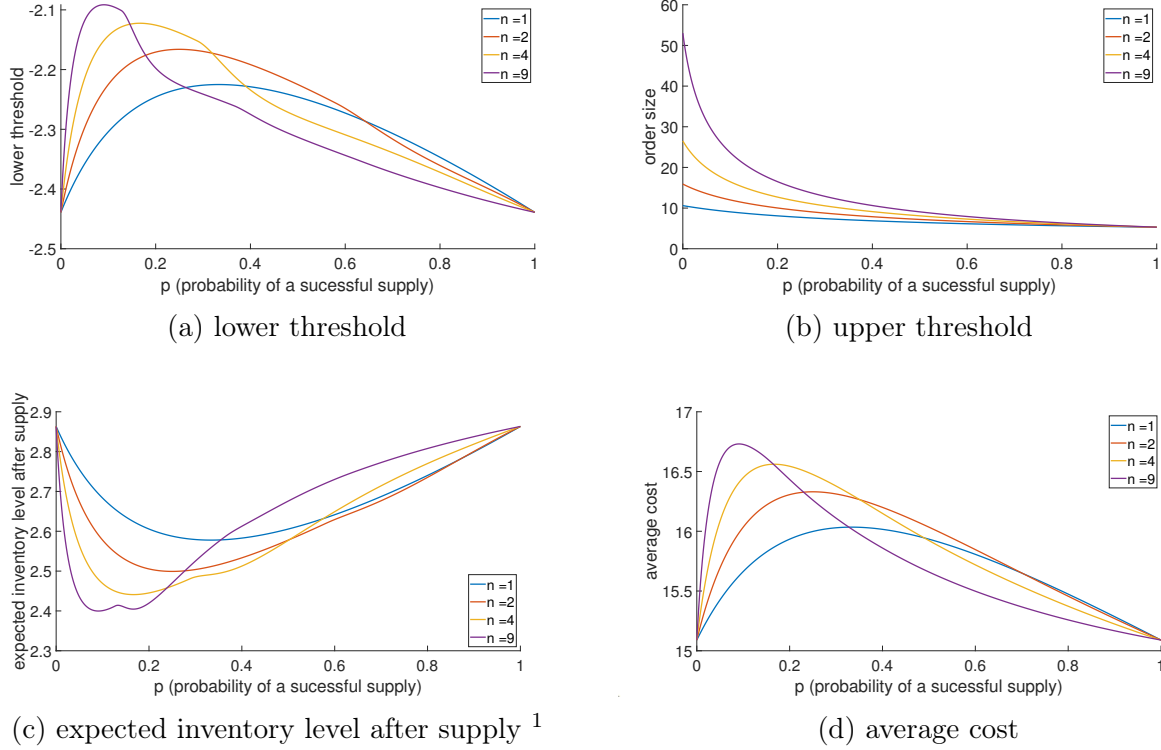 -2.1
-2.2
-2.3
-2.4
-2.5
lower threshold
0
0.2
0.4
0.6
0.8
1
p (probability of a sucessful supply)
n =1
n =2
n =4
n =9
(a) lower threshold
60
50
40
30
20
10
0
order size
0
0.2
0.4
0.6
0.8
1
p (probability of a sucessful supply)
n =1
n =2
n =4
n =9
(b) upper threshold
2.9
2.8
2.7
2.6
2.5
2.4
2.3
expected inventory level after supply
0
0.2
0.4
0.6
0.8
1
p (probability of a sucessful supply)
n =1
n =2
n =4
n =9
(c) expected inventory level after supply 1
17
16.5
16
15.5
15
average cost
0
0.2
0.4
0.6
0.8
1
p (probability of a sucessful supply)
n =1
n =2
n =4
n =9
(d) average cost